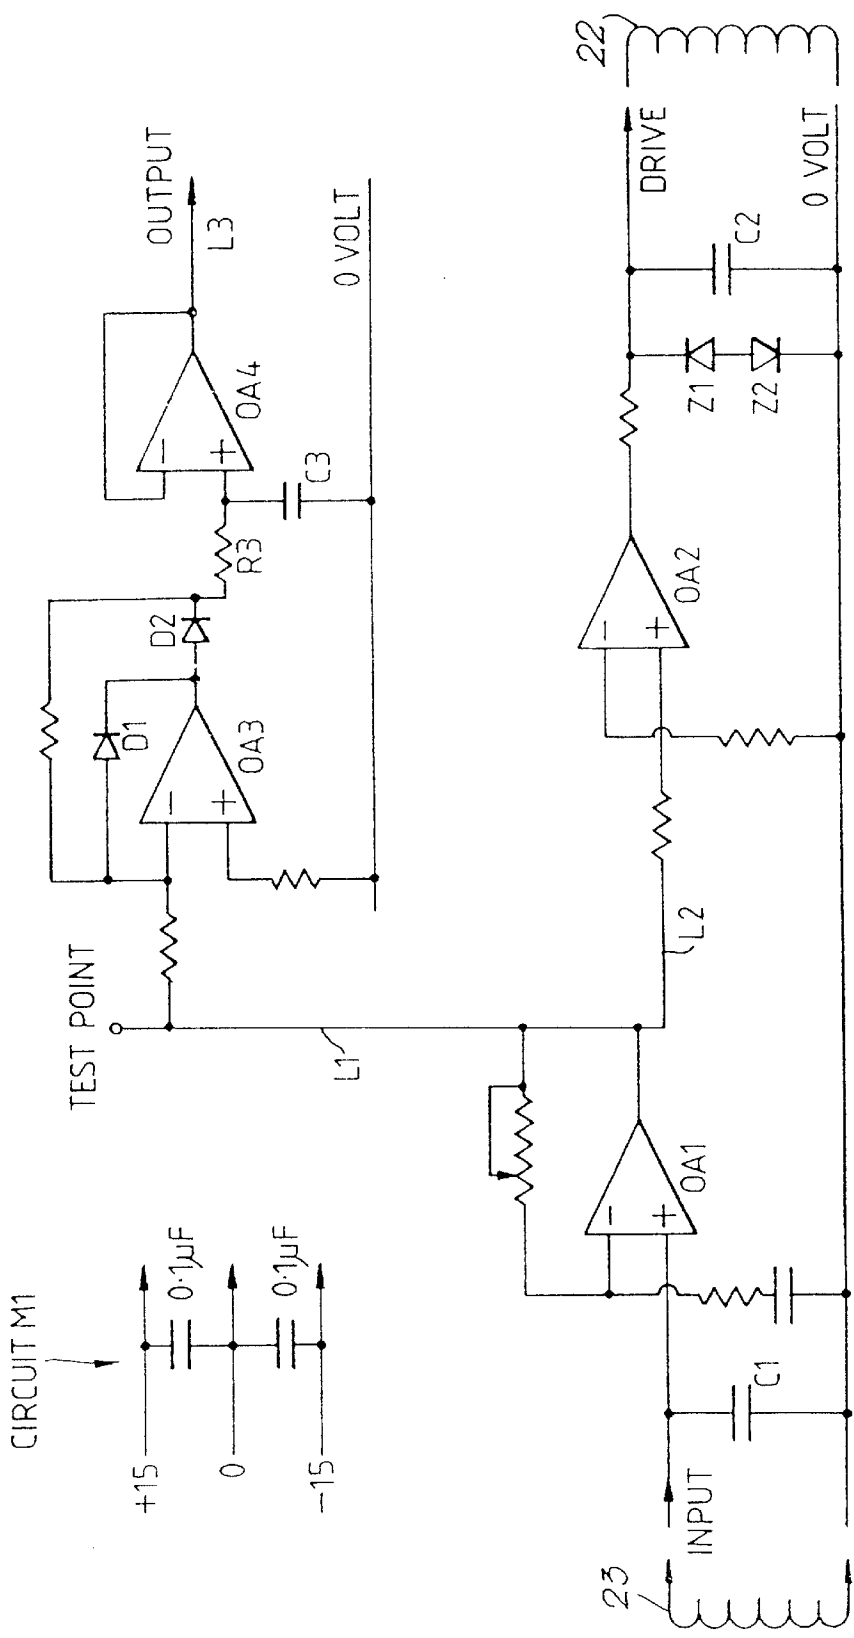 CIRCUIT M1
TEST POINT
+15
0·1µF
0
0·1µF
-15
D1
D2
-
+
OA3
R3
C3
-
+
OA4
OUTPUT
L3
0 VOLT
L1
23
INPUT
C1
-
+
OA1
L2
-
+
OA2
Z1
Z2
C2
DRIVE
0 VOLT
22